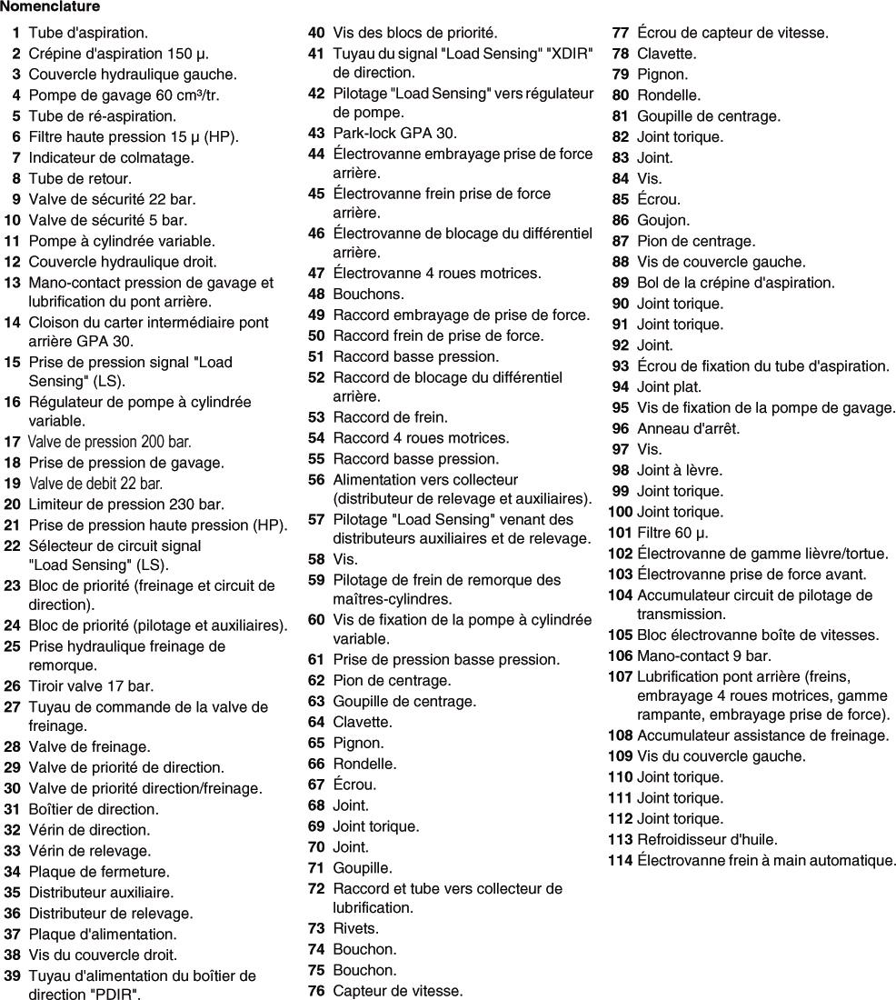 Nomenclature
1 Tube d'aspiration.
2 Crépine d'aspiration 150 µ.
3 Couvercle hydraulique gauche.
4 Pompe de gavage 60 cm³/tr.
5 Tube de ré-aspiration.
6 Filtre haute pression 15 µ (HP).
7 Indicateur de colmatage.
8 Tube de retour.
9 Valve de sécurité 22 bar.
10 Valve de sécurité 5 bar.
11 Pompe à cylindrée variable.
12 Couvercle hydraulique droit.
13 Mano-contact pression de gavage et
lubrification du pont arrière.
14 Cloison du carter intermédiaire pont
arrière GPA 30.
15 Prise de pression signal "Load
Sensing" (LS).
16 Régulateur de pompe à cylindrée
variable.
17 Valve de pression 200 bar.
18 Prise de pression de gavage.
19 Valve de debit 22 bar.
20 Limiteur de pression 230 bar.
21 Prise de pression haute pression (HP).
22 Sélecteur de circuit signal
"Load Sensing" (LS).
23 Bloc de priorité (freinage et circuit de
direction).
24 Bloc de priorité (pilotage et auxiliaires).
25 Prise hydraulique freinage de
remorque.
26 Tiroir valve 17 bar.
27 Tuyau de commande de la valve de
freinage.
28 Valve de freinage.
29 Valve de priorité de direction.
30 Valve de priorité direction/freinage.
31 Boîtier de direction.
32 Vérin de direction.
33 Vérin de relevage.
34 Plaque de fermeture.
35 Distributeur auxiliaire.
36 Distributeur de relevage.
37 Plaque d'alimentation.
38 Vis du couvercle droit.
39 Tuyau d'alimentation du boîtier de
direction "PDIR".
40 Vis des blocs de priorité.
41 Tuyau du signal "Load Sensing" "XDIR"
de direction.
42 Pilotage "Load Sensing" vers régulateur
de pompe.
43 Park-lock GPA 30.
44 Électrovanne embrayage prise de force
arrière.
45 Électrovanne frein prise de force
arrière.
46 Électrovanne de blocage du différentiel
arrière.
47 Électrovanne 4 roues motrices.
48 Bouchons.
49 Raccord embrayage de prise de force.
50 Raccord frein de prise de force.
51 Raccord basse pression.
52 Raccord de blocage du différentiel
arrière.
53 Raccord de frein.
54 Raccord 4 roues motrices.
55 Raccord basse pression.
56 Alimentation vers collecteur
(distributeur de relevage et auxiliaires).
57 Pilotage "Load Sensing" venant des
distributeurs auxiliaires et de relevage.
58 Vis.
59 Pilotage de frein de remorque des
maîtres-cylindres.
60 Vis de fixation de la pompe à cylindrée
variable.
61 Prise de pression basse pression.
62 Pion de centrage.
63 Goupille de centrage.
64 Clavette.
65 Pignon.
66 Rondelle.
67 Écrou.
68 Joint.
69 Joint torique.
70 Joint.
71 Goupille.
72 Raccord et tube vers collecteur de
lubrification.
73 Rivets.
74 Bouchon.
75 Bouchon.
76 Capteur de vitesse.
77 Écrou de capteur de vitesse.
78 Clavette.
79 Pignon.
80 Rondelle.
81 Goupille de centrage.
82 Joint torique.
83 Joint.
84 Vis.
85 Écrou.
86 Goujon.
87 Pion de centrage.
88 Vis de couvercle gauche.
89 Bol de la crépine d'aspiration.
90 Joint torique.
91 Joint torique.
92 Joint.
93 Écrou de fixation du tube d'aspiration.
94 Joint plat.
95 Vis de fixation de la pompe de gavage.
96 Anneau d'arrêt.
97 Vis.
98 Joint à lèvre.
99 Joint torique.
100 Joint torique.
101 Filtre 60 µ.
102 Électrovanne de gamme lièvre/tortue.
103 Électrovanne prise de force avant.
104 Accumulateur circuit de pilotage de
transmission.
105 Bloc électrovanne boîte de vitesses.
106 Mano-contact 9 bar.
107 Lubrification pont arrière (freins,
embrayage 4 roues motrices, gamme
rampante, embrayage prise de force).
108 Accumulateur assistance de freinage.
109 Vis du couvercle gauche.
110 Joint torique.
111 Joint torique.
112 Joint torique.
113 Refroidisseur d'huile.
114 Électrovanne frein à main automatique.